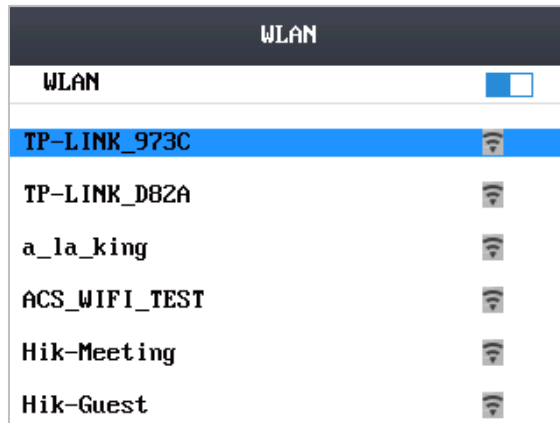 WLAN
WLAN
TP-LINK_973C
TP-LINK_D82A
a_la_king
ACS_WIFI_TEST
Hik-Meeting
Hik-Guest